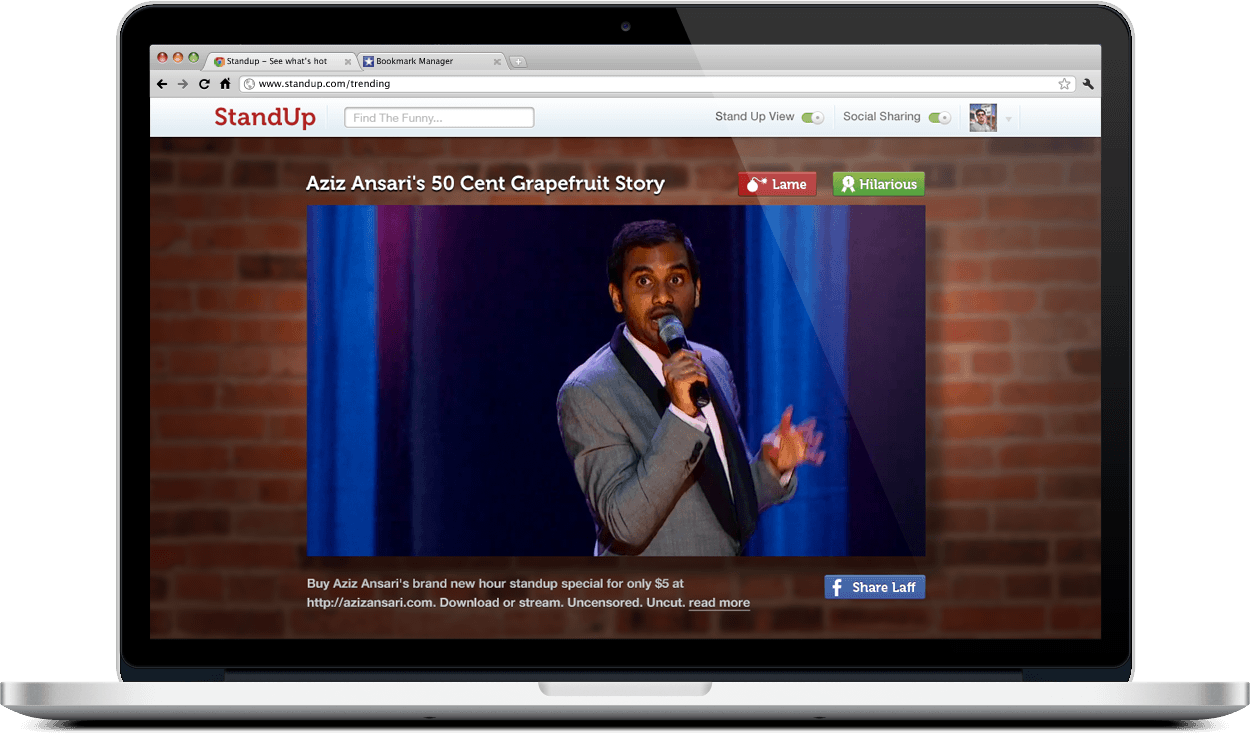 Standup – See what's hot
Bookmark Manager
www.standup.com/trending
StandUp
Find The Funny...
Stand Up View
Social Sharing
Aziz Ansari's 50 Cent Grapefruit Story
Lame
Hilarious
Buy Aziz Ansari's brand new hour standup special for only $5 at
http://azizansari.com. Download or stream. Uncensored. Uncut. read more
Share Laff